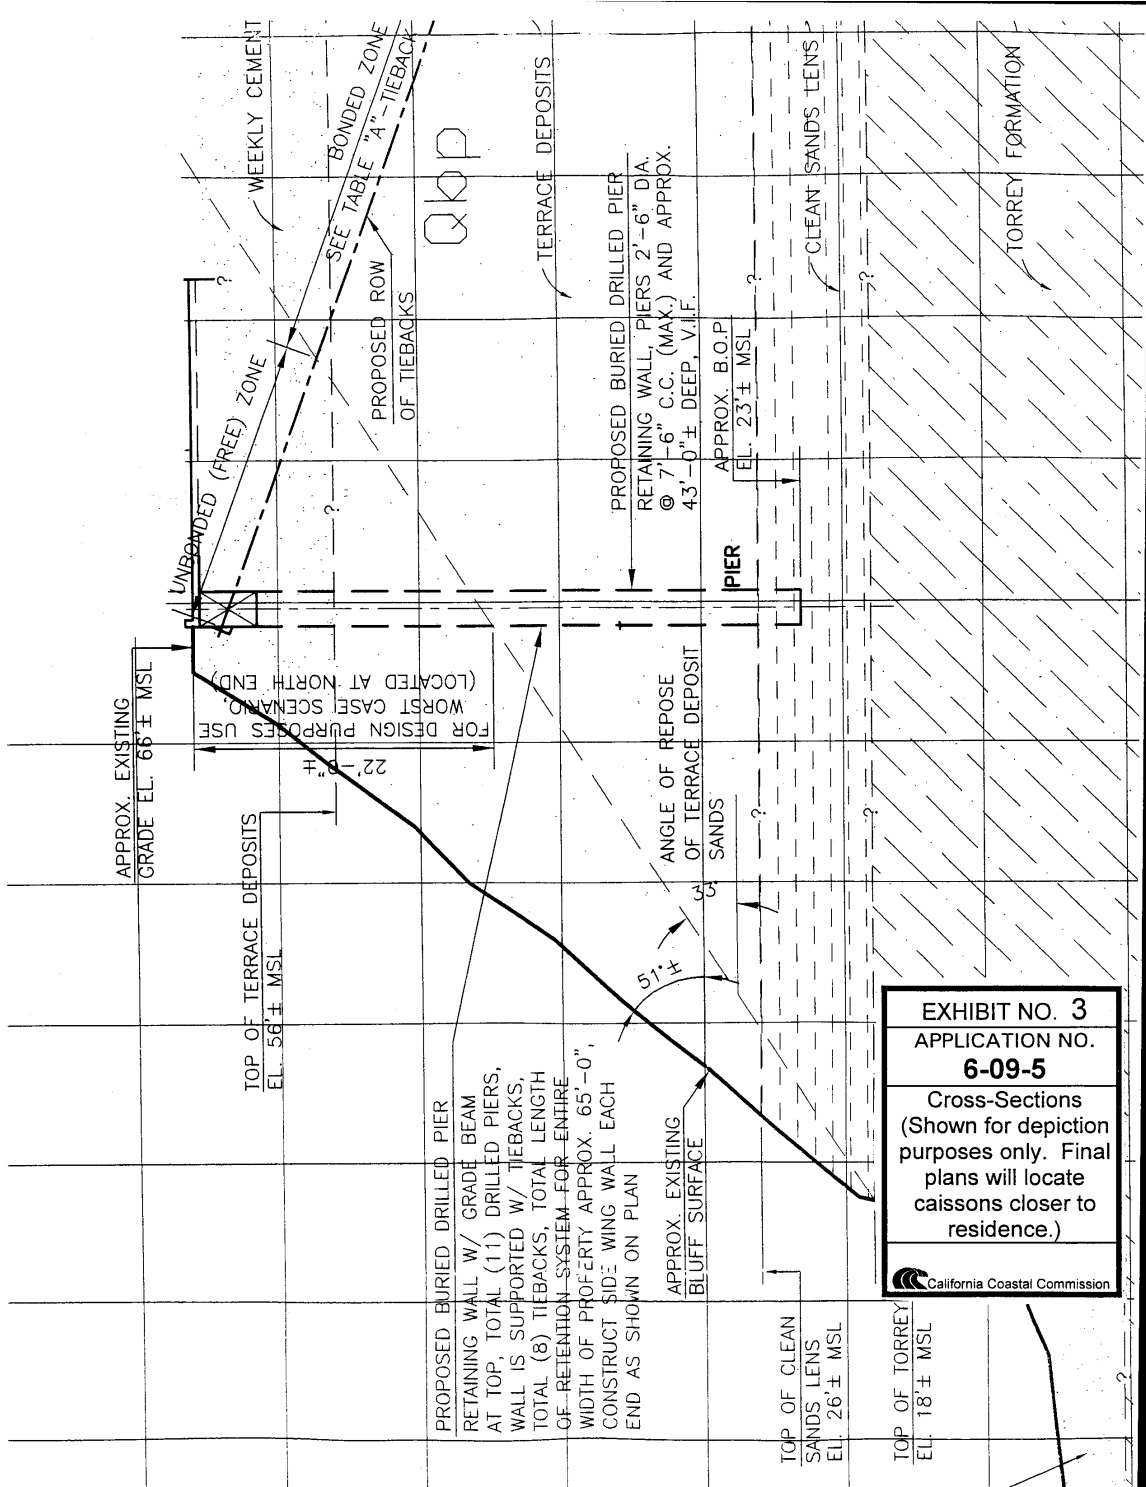 WEEKLY CEMENT
BONDED ZONE
SEE TABLE "A"-TIEBACK
UNBONDED (FREE) ZONE
PROPOSED ROW
OF TIEBACKS
Qbp
TERRACE DEPOSITS
PROPOSED BURIED DRILLED PIER
RETAINING WALL, PIERS 2'-6" DIA.
@ 7'-6" C.C. (MAX.) AND APPROX.
43'-0"± DEEP, V.I.F.
APPROX. B.O.P
EL. 23'± MSL
CLEAN SANDS LENS
TORREY FORMATION
?
?
?
?
PIER
APPROX. EXISTING
GRADE EL. 66'± MSL
FOR DESIGN PURPOSES USE
WORST CASE SCENARIO,
(LOCATED AT NORTH END)
22'-0"±
TOP OF TERRACE DEPOSITS
EL. 56'± MSL
ANGLE OF REPOSE
OF TERRACE DEPOSIT
SANDS
33°
51°±
?
?
PROPOSED BURIED DRILLED PIER
RETAINING WALL W/ GRADE BEAM
AT TOP, TOTAL (11) DRILLED PIERS,
WALL IS SUPPORTED W/ TIEBACKS,
TOTAL (8) TIEBACKS, TOTAL LENGTH
OF RETENTION SYSTEM FOR ENTIRE
WIDTH OF PROPERTY APPROX. 65'-0",
CONSTRUCT SIDE WING WALL EACH
END AS SHOWN ON PLAN
APPROX. EXISTING
BLUFF SURFACE
TOP OF CLEAN
SANDS LENS
EL. 26'± MSL
TOP OF TORREY
EL. 18'± MSL
?
EXHIBIT NO. 3
APPLICATION NO.
6-09-5
Cross-Sections
(Shown for depiction
purposes only. Final
plans will locate
caissons closer to
residence.)
California Coastal Commission